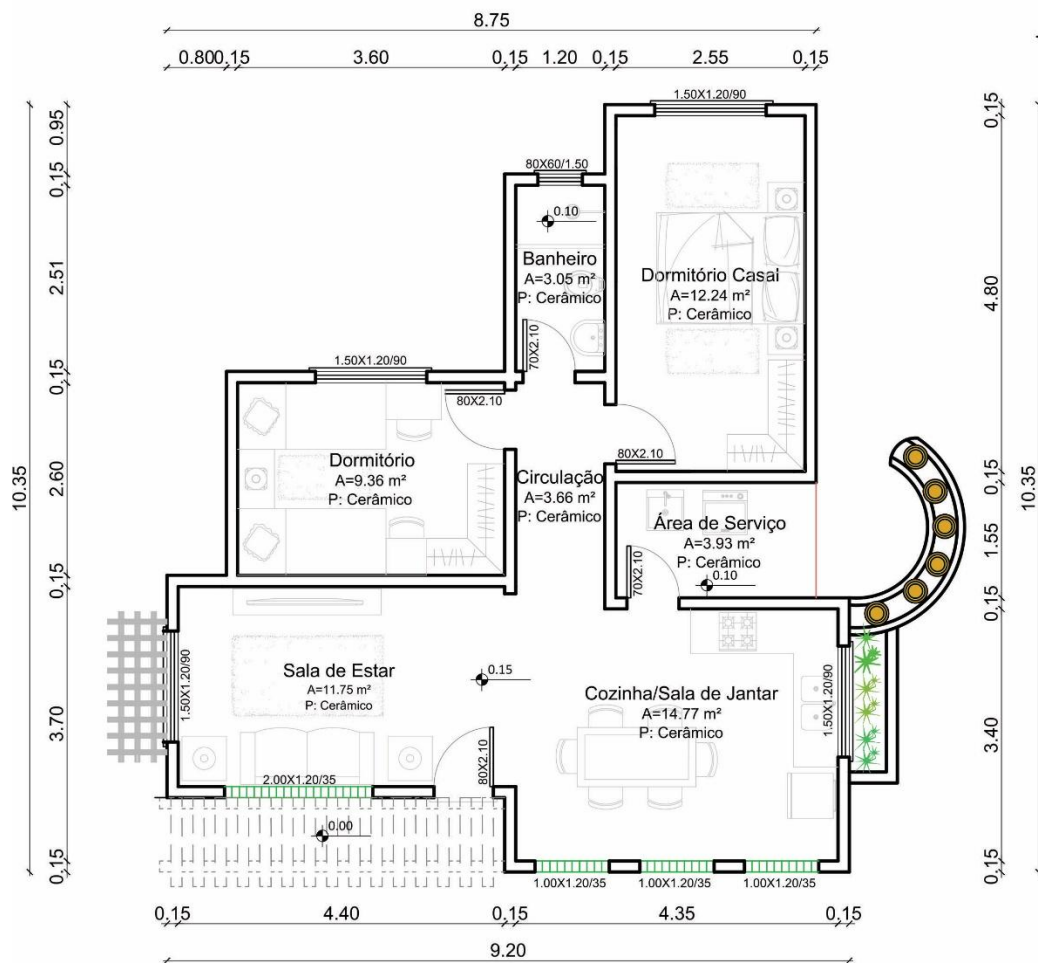 8.75
0.80
0,15
3.60
0,15
1.20
0,15
2.55
0,15
1.50X1.20/90
0.95
0,15
2.51
0,15
2.60
0,15
3.70
0,15
10.35
0,15
4.80
0,15
1.55
0,15
3.40
0,15
10.35
80X60/1.50
0.10
Banheiro
A=3.05 m²
P: Cerâmico
70X2.10
Dormitório Casal
A=12.24 m²
P: Cerâmico
80X2.10
1.50X1.20/90
80X2.10
Dormitório
A=9.36 m²
P: Cerâmico
Circulação
A=3.66 m²
P: Cerâmico
Área de Serviço
A=3.93 m²
P: Cerâmico
0.10
70X2.10
1.50X1.20/90
Sala de Estar
A=11.75 m²
P: Cerâmico
0.15
80X2.10
2.00X1.20/35
0.00
Cozinha/Sala de Jantar
A=14.77 m²
P: Cerâmico
1.50X1.20/90
1.00X1.20/35
1.00X1.20/35
1.00X1.20/35
0,15
4.40
0,15
4.35
0,15
9.20